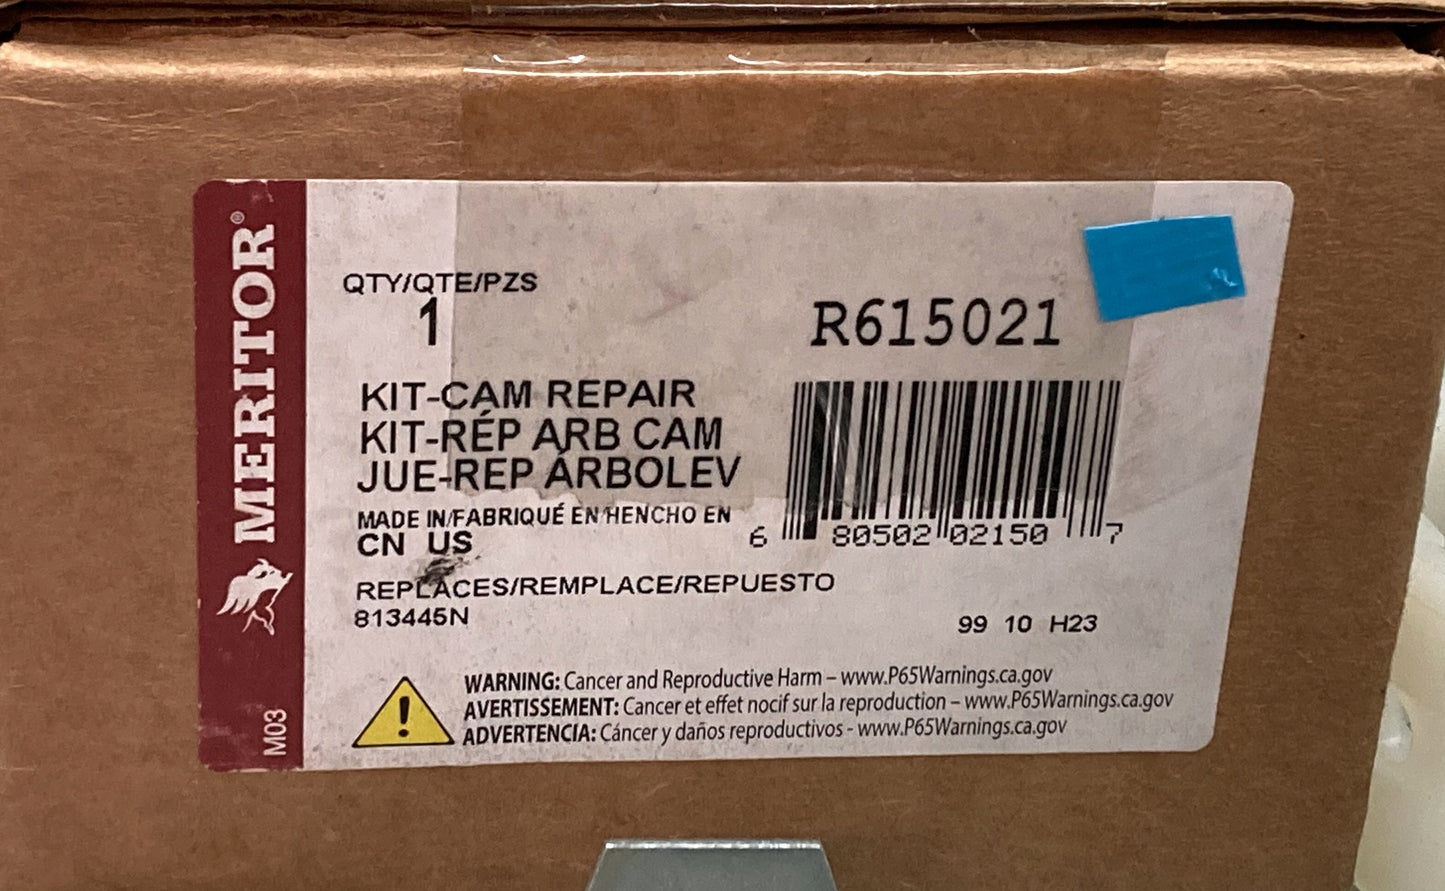 MERITOR®
M03
QTY/QTE/PZS
1
R615021
KIT-CAM REPAIR
KIT-RÉP ARB CAM
JUE-REP ÁRBOLEV
MADE IN/FABRIQUÉ EN/HENCHO EN
CN US
6 80502 02150 7
REPLACES/REMPLACE/REPUESTO
813445N
99 10 H23
WARNING: Cancer and Reproductive Harm – www.P65Warnings.ca.gov
AVERTISSEMENT: Cancer et effet nocif sur la reproduction – www.P65Warnings.ca.gov
ADVERTENCIA: Cáncer y daños reproductivos - www.P65Warnings.ca.gov